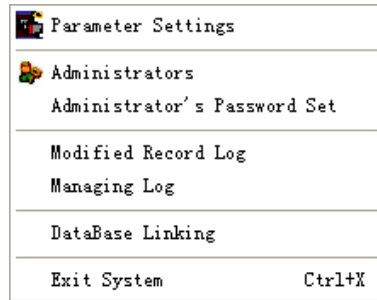 Parameter Settings
Administrators
Administrator's Password Set
Modified Record Log
Managing Log
DataBase Linking
Exit System Ctrl+X